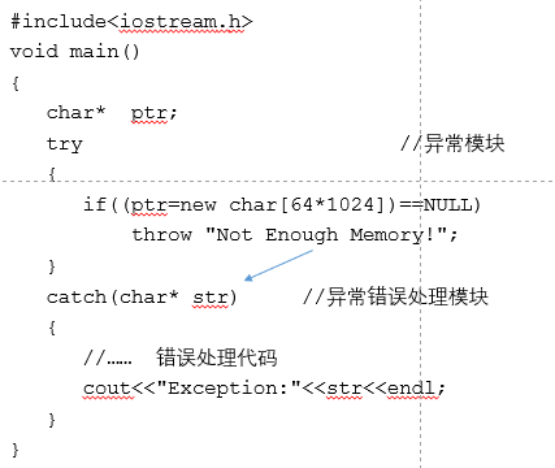 #include<iostream.h>
void main()
{
char* ptr;
try //异常模块
{
if((ptr=new char[64*1024])==NULL)
throw "Not Enough Memory!";
}
catch(char* str) //异常错误处理模块
{
//…… 错误处理代码
cout<<"Exception:"<<str<<endl;
}
}